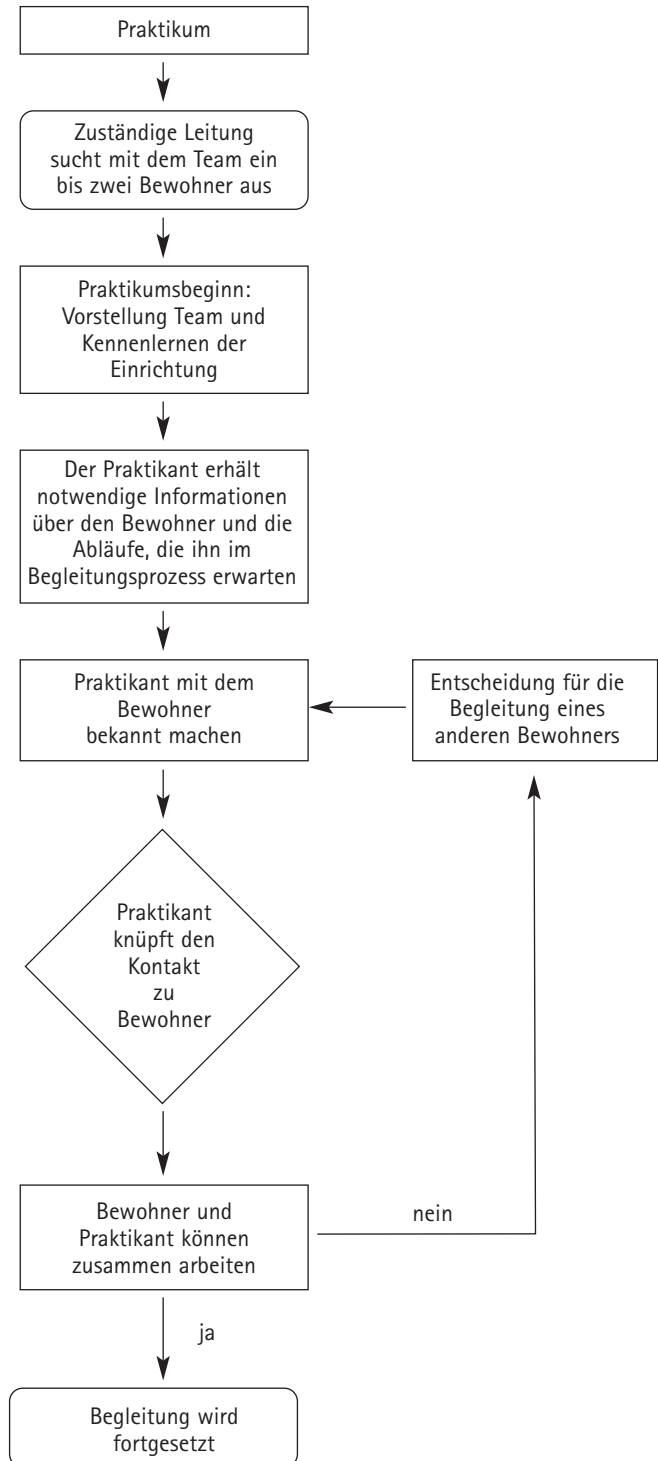 Praktikum
Zuständige Leitung
sucht mit dem Team ein
bis zwei Bewohner aus
Praktikumsbeginn:
Vorstellung Team und
Kennenlernen der
Einrichtung
Der Praktikant erhält
notwendige Informationen
über den Bewohner und die
Abläufe, die ihn im
Begleitungsprozess erwarten
Praktikant mit dem
Bewohner
bekannt machen
Entscheidung für die
Begleitung eines
anderen Bewohners
Praktikant
knüpft den
Kontakt
zu
Bewohner
Bewohner und
Praktikant können
zusammen arbeiten
nein
ja
Begleitung wird
fortgesetzt